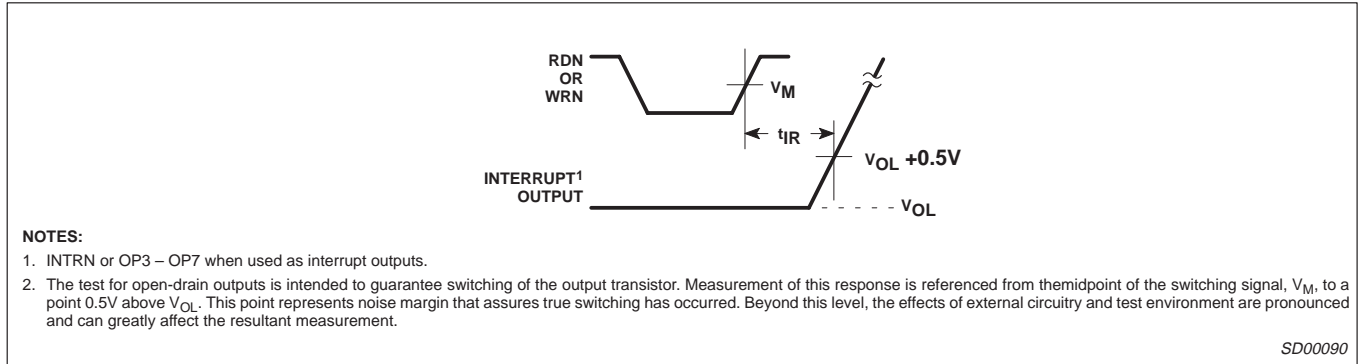 RDN
OR
WRN
VM
tIR
VOL +0.5V
INTERRUPT1
OUTPUT
VOL
NOTES:
1. INTRN or OP3 – OP7 when used as interrupt outputs.
2. The test for open-drain outputs is intended to guarantee switching of the output transistor. Measurement of this response is referenced from themidpoint of the switching signal, VM, to a
point 0.5V above VOL. This point represents noise margin that assures true switching has occurred. Beyond this level, the effects of external circuitry and test environment are pronounced
and can greatly affect the resultant measurement.
SD00090